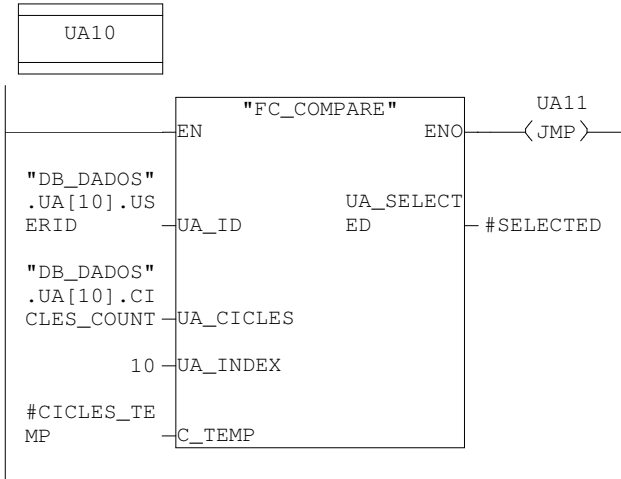 UA10
"FC_COMPARE"
UA11
EN
ENO
JMP
"DB_DADOS"
.UA[10].US
ERID
UA_ID
UA_SELECT
ED
#SELECTED
"DB_DADOS"
.UA[10].CI
CLES_COUNT
UA_CICLES
10
UA_INDEX
#CICLES_TE
MP
C_TEMP